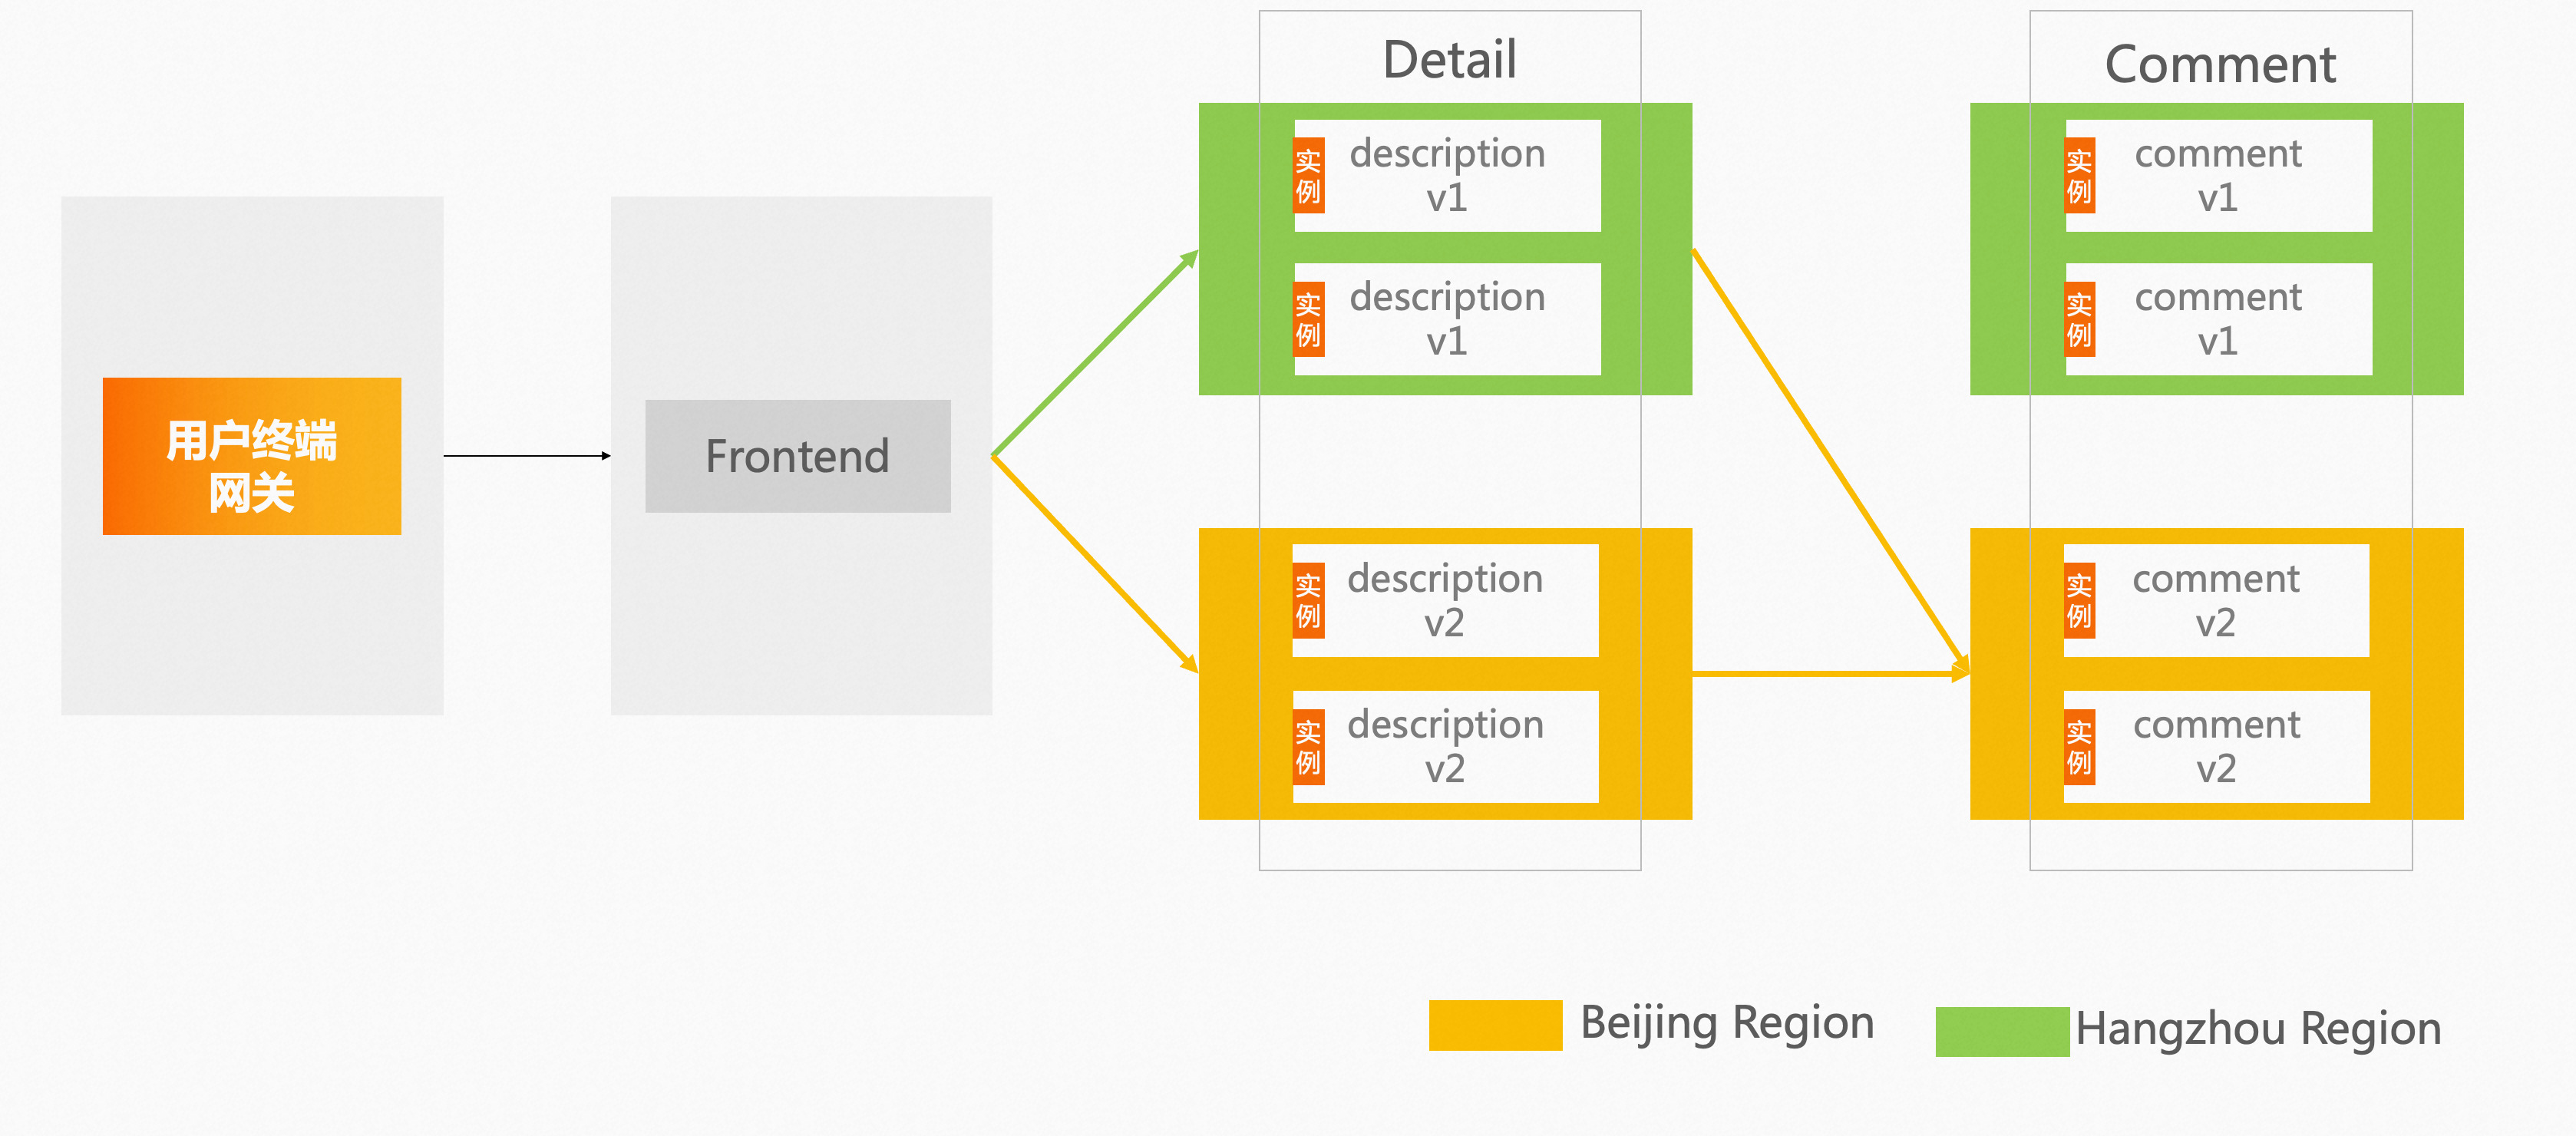 用户终端
网关
Frontend
Detail
实
例
description
v1
实
例
description
v1
实
例
description
v2
实
例
description
v2
Comment
实
例
comment
v1
实
例
comment
v1
实
例
comment
v2
实
例
comment
v2
Beijing Region
Hangzhou Region